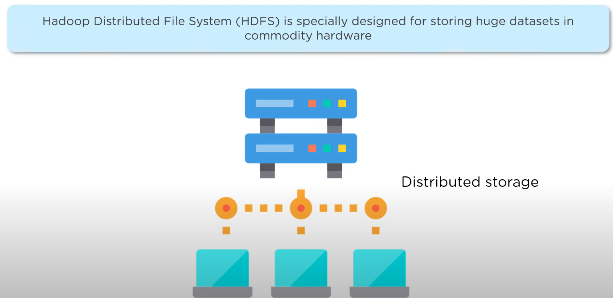 Hadoop Distributed File System (HDFS) is specially designed for storing huge datasets in
commodity hardware
Distributed storage